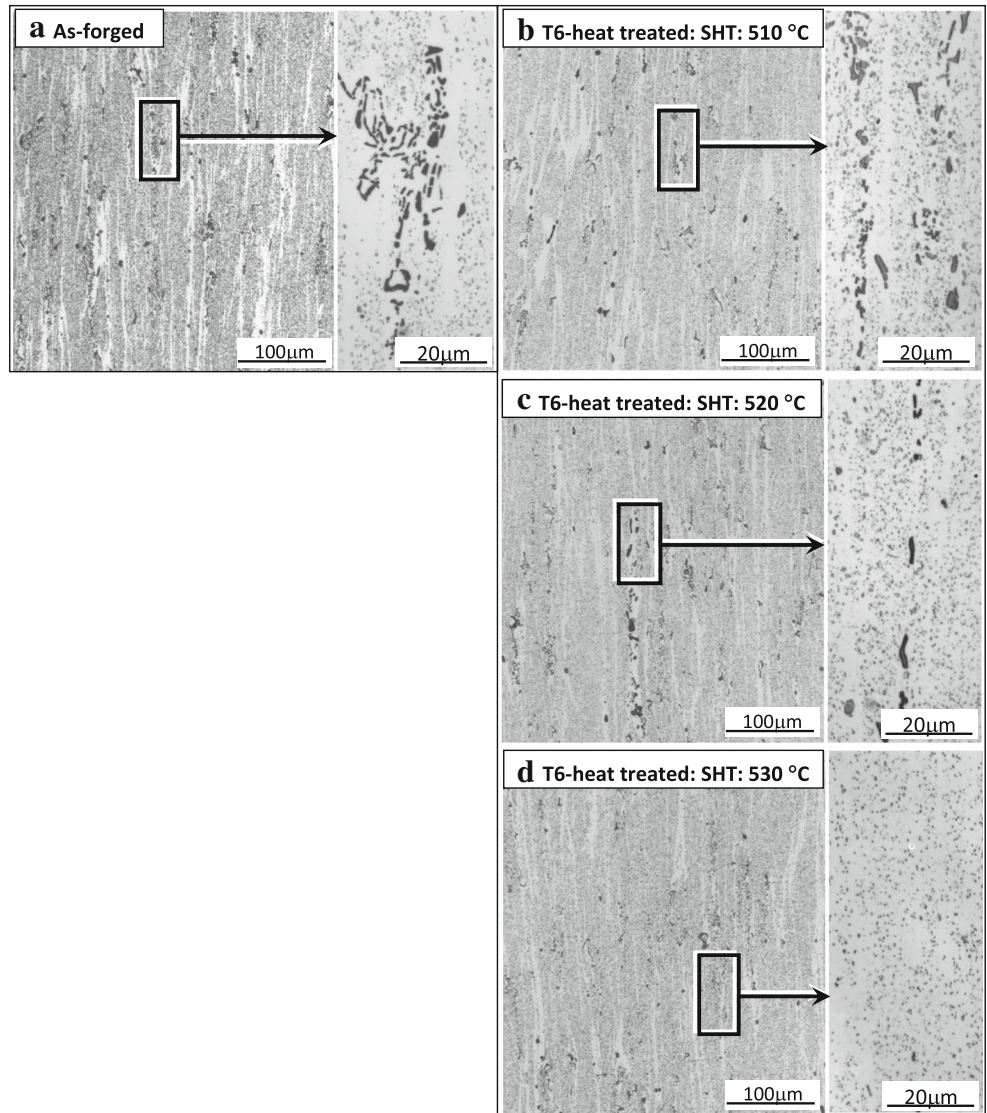 a As-forged
100µm
20µm
b T6-heat treated: SHT: 510 °C
100µm
20µm
c T6-heat treated: SHT: 520 °C
100µm
20µm
d T6-heat treated: SHT: 530 °C
100µm
20µm